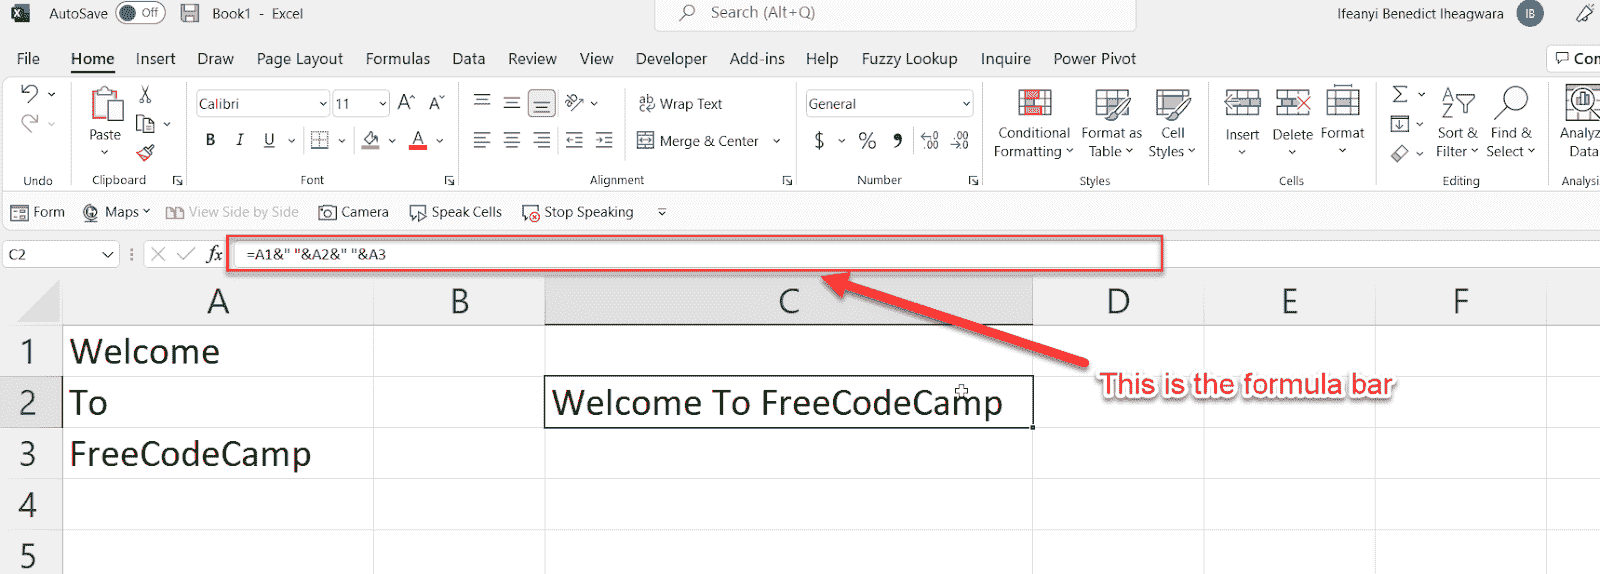 AutoSave Off Book1 - Excel Search (Alt+Q) Ifeanyi Benedict Iheagwara IB
File Home Insert Draw Page Layout Formulas Data Review View Developer Add-ins Help Fuzzy Lookup Inquire Power Pivot
Paste
Undo
Clipboard
Calibri 11
B I U A
Font
Wrap Text
Merge & Center
Alignment
General
$ % , .00
Number
Conditional Formatting
Format as Table
Cell Styles
Styles
Insert Delete Format
Cells
Sort & Filter
Find & Select
Editing
Data
Form Maps View Side by Side Camera Speak Cells Stop Speaking
C2 fx =A1&" "&A2&" "&A3
A B C D E F
1 Welcome
This is the formula bar
2 To Welcome To FreeCodeCamp
3 FreeCodeCamp
4
5